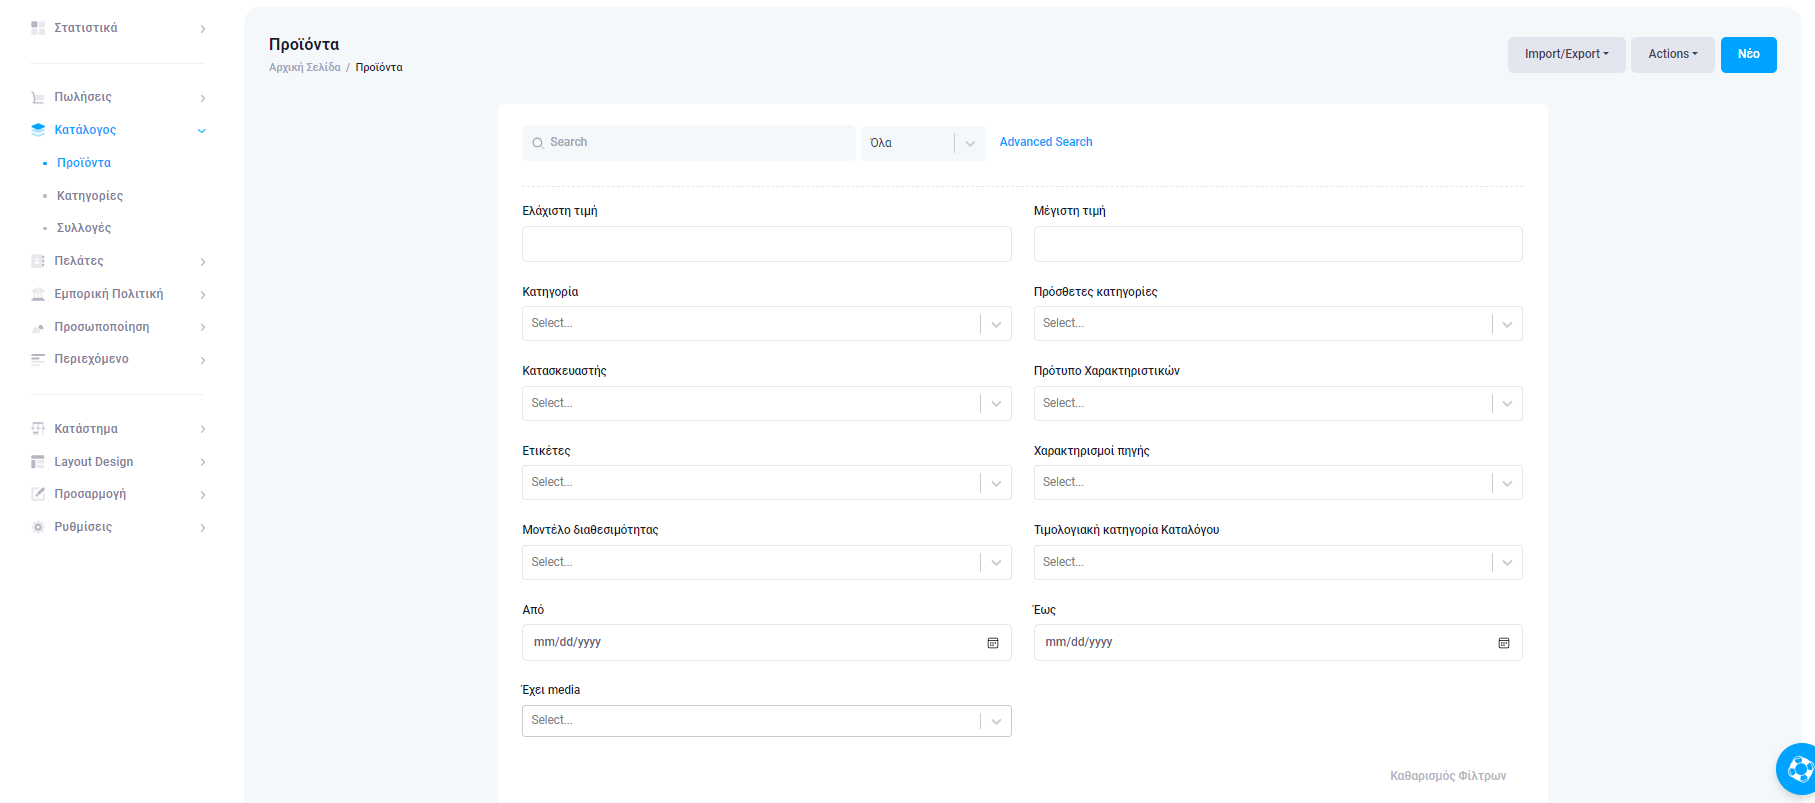 Στατιστικά
Πωλήσεις
Κατάλογος
Προϊόντα
Κατηγορίες
Συλλογές
Πελάτες
Εμπορική Πολιτική
Προσωποποίηση
Περιεχόμενο
Κατάστημα
Layout Design
Προσαρμογή
Ρυθμίσεις
Προϊόντα
Αρχική Σελίδα / Προϊόντα
Import/Export
Actions
Νέο
Search
Όλα
Advanced Search
Ελάχιστη τιμή
Μέγιστη τιμή
Κατηγορία
Πρόσθετες κατηγορίες
Select...
Select...
Κατασκευαστής
Πρότυπο Χαρακτηριστικών
Select...
Select...
Ετικέτες
Χαρακτηρισμοί πηγής
Select...
Select...
Μοντέλο διαθεσιμότητας
Τιμολογιακή κατηγορία Καταλόγου
Select...
Select...
Από
Έως
mm/dd/yyyy
mm/dd/yyyy
Έχει media
Select...
Καθαρισμός Φίλτρων